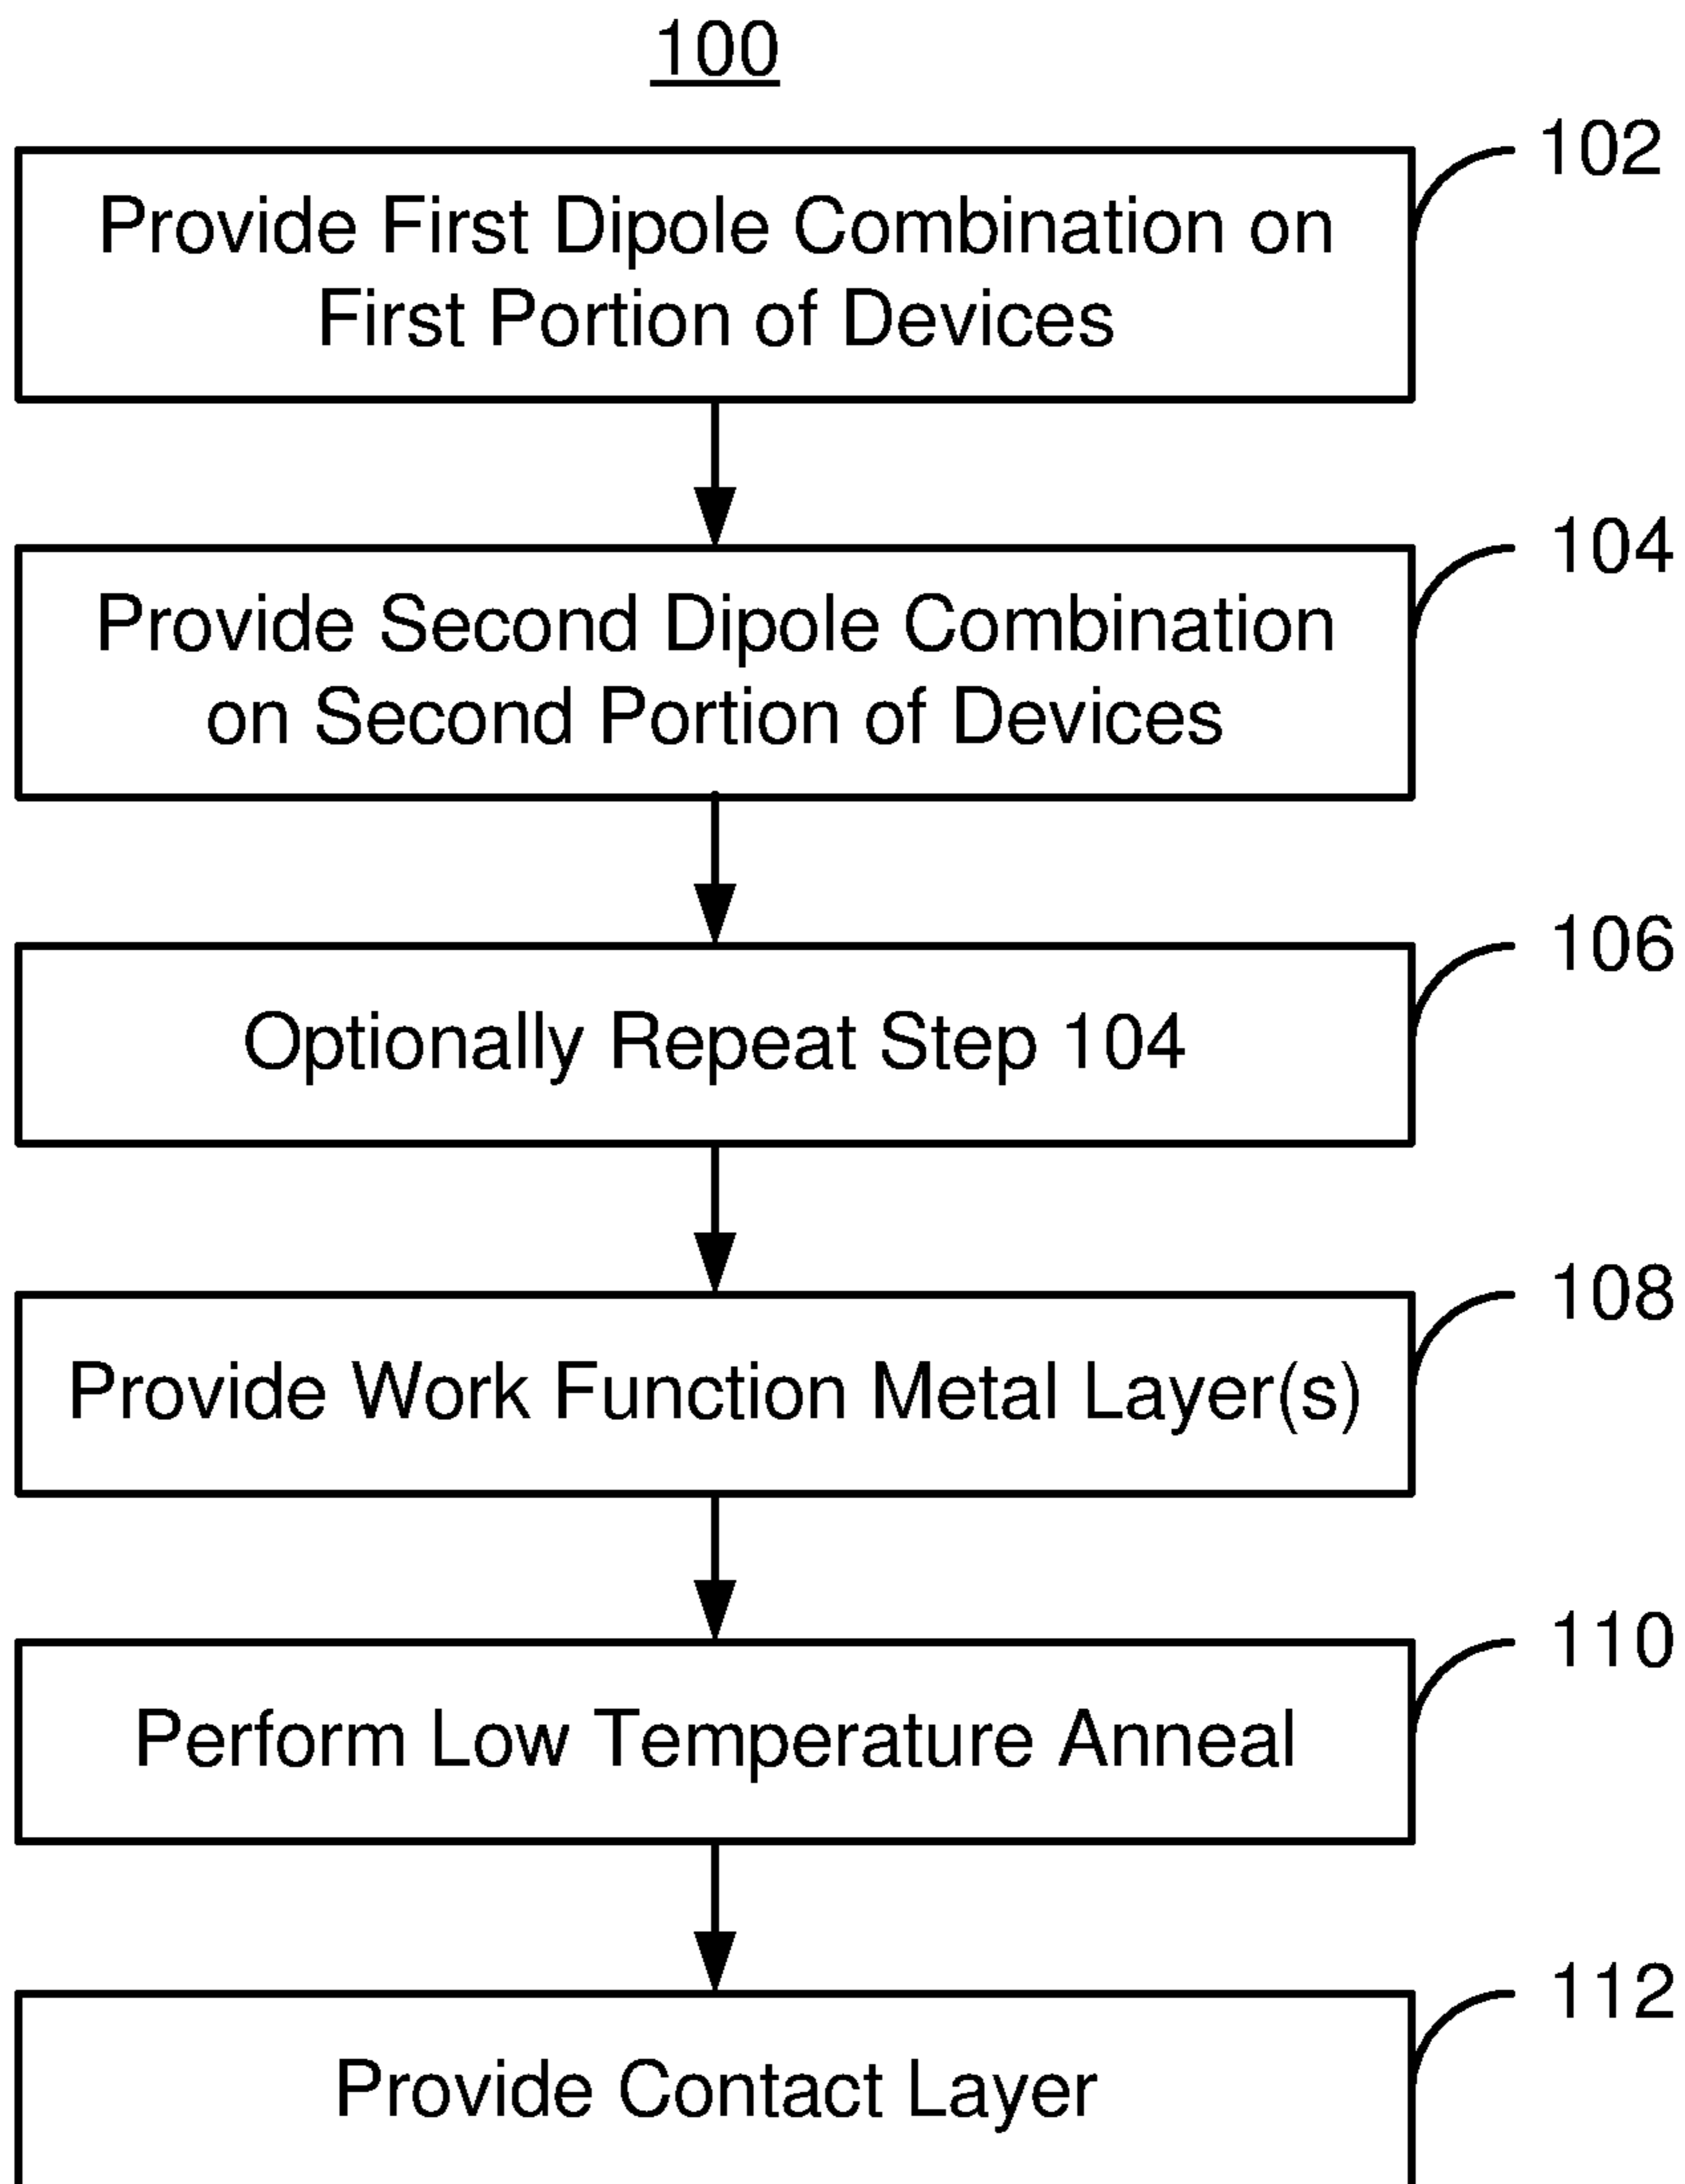 100
102
Provide First Dipole Combination on
First Portion of Devices
104
Provide Second Dipole Combination
on Second Portion of Devices
106
Optionally Repeat Step 104
108
Provide Work Function Metal Layer(s)
110
Perform Low Temperature Anneal
112
Provide Contact Layer